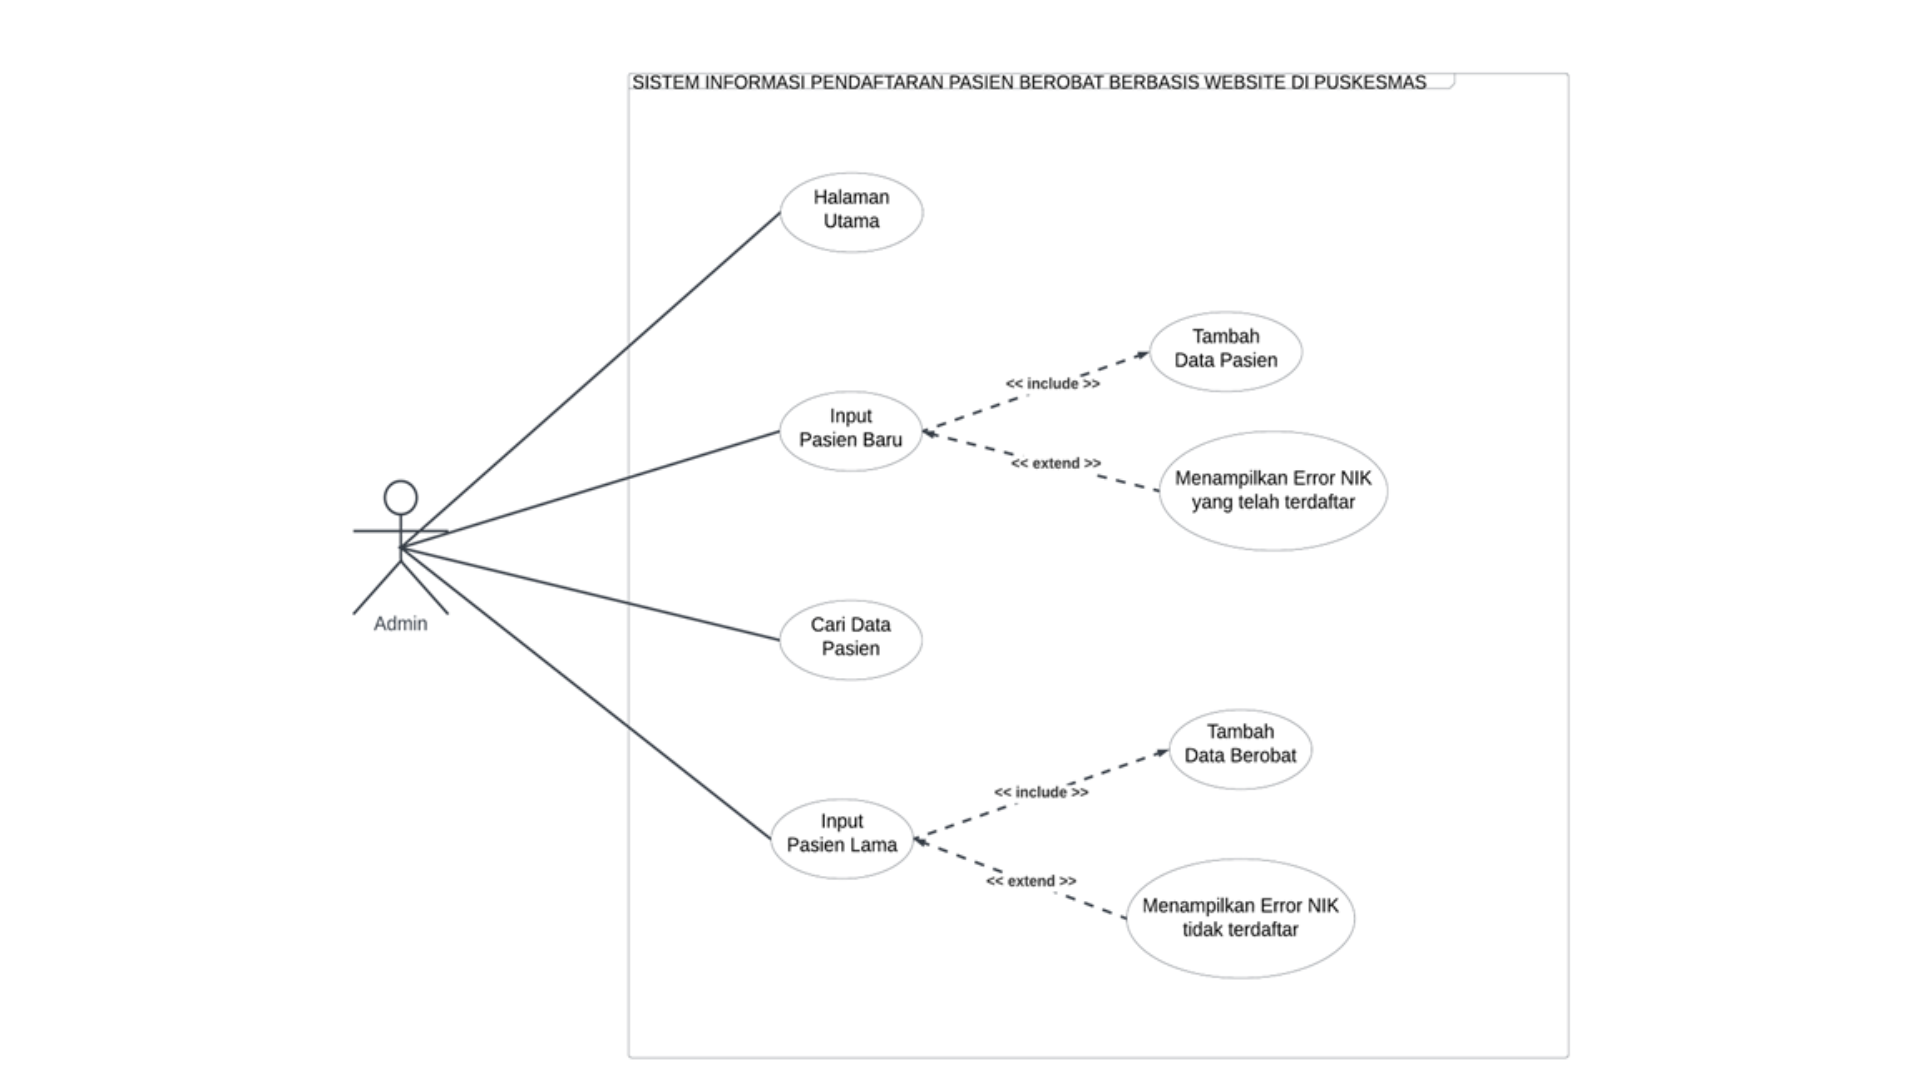 SISTEM INFORMASI PENDAFTARAN PASIEN BEROBAT BERBASIS WEBSITE DI PUSKESMAS
Halaman
Utama
Tambah
Data Pasien
<< include >>
Input
Pasien Baru
<< extend >>
Menampilkan Error NIK
yang telah terdaftar
Admin
Cari Data
Pasien
Tambah
Data Berobat
<< include >>
Input
Pasien Lama
<< extend >>
Menampilkan Error NIK
tidak terdaftar